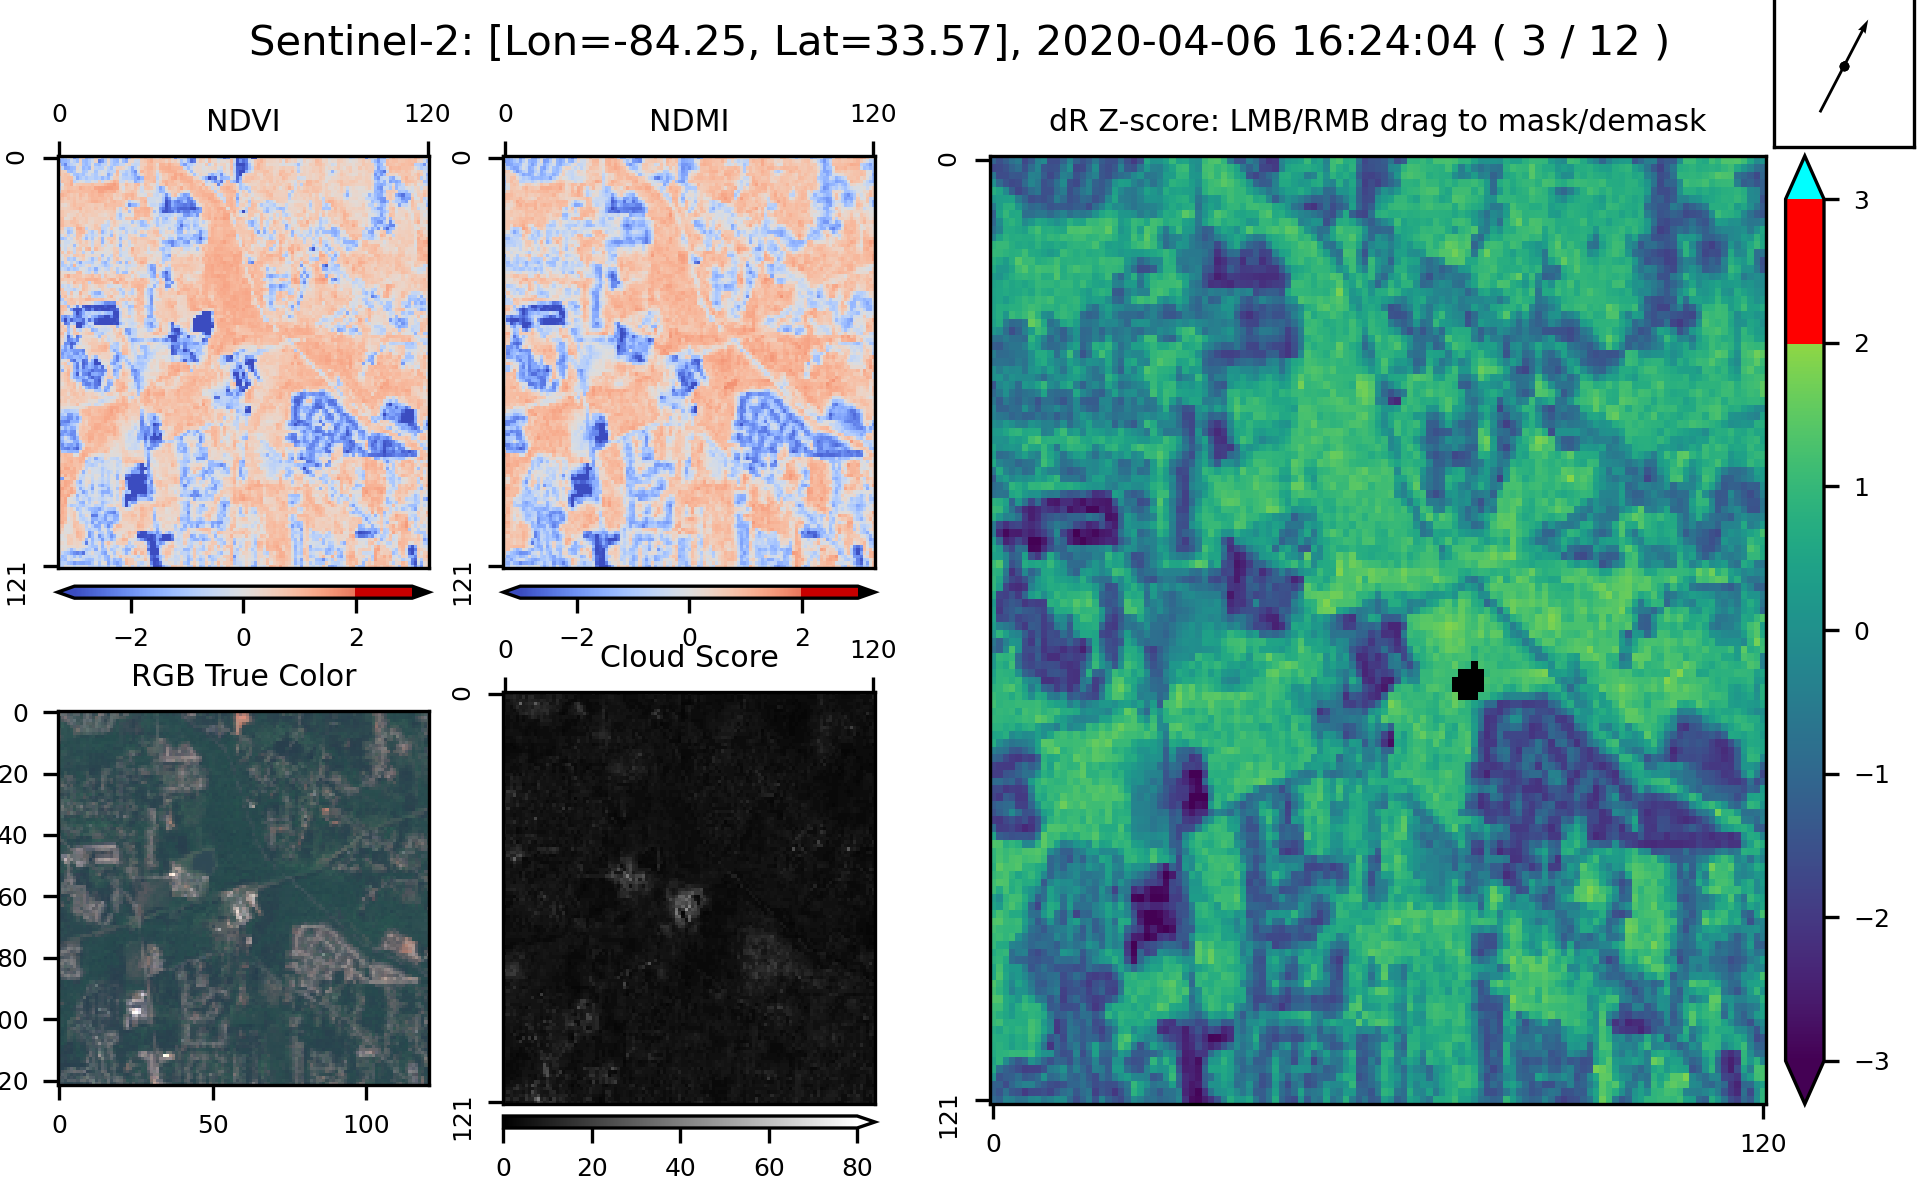 Sentinel-2: [Lon=-84.25, Lat=33.57], 2020-04-06 16:24:04 ( 3 / 12 )
NDVI
0 120
0
121
−2 0 2
NDMI
0 120
0
121
−2 0 2
dR Z-score: LMB/RMB drag to mask/demask
0
121
0 120
3
2
1
0
−1
−2
−3
RGB True Color
0
20
40
60
80
00
20
0 50 100
Cloud Score
0 120
0
121
0 20 40 60 80